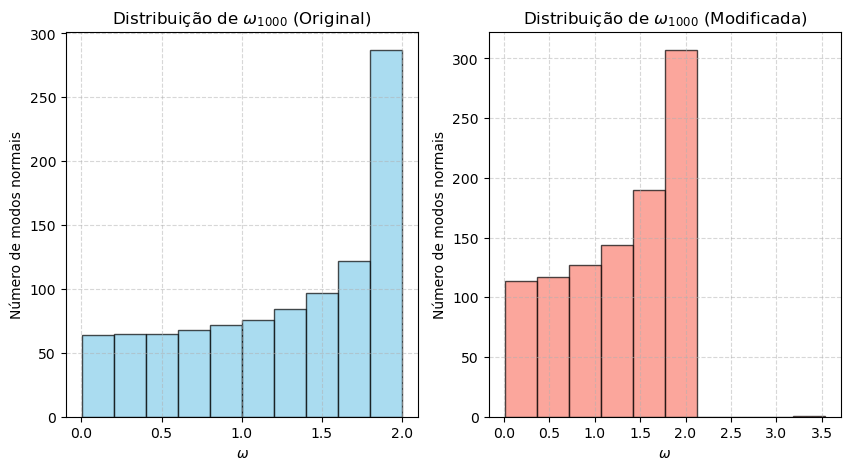 Distribuição de ω₁₀₀₀ (Original)
Número de modos normais
300
250
200
150
100
50
0
0.0 0.5 1.0 1.5 2.0
ω
Distribuição de ω₁₀₀₀ (Modificada)
Número de modos normais
300
250
200
150
100
50
0
0.0 0.5 1.0 1.5 2.0 2.5 3.0 3.5
ω